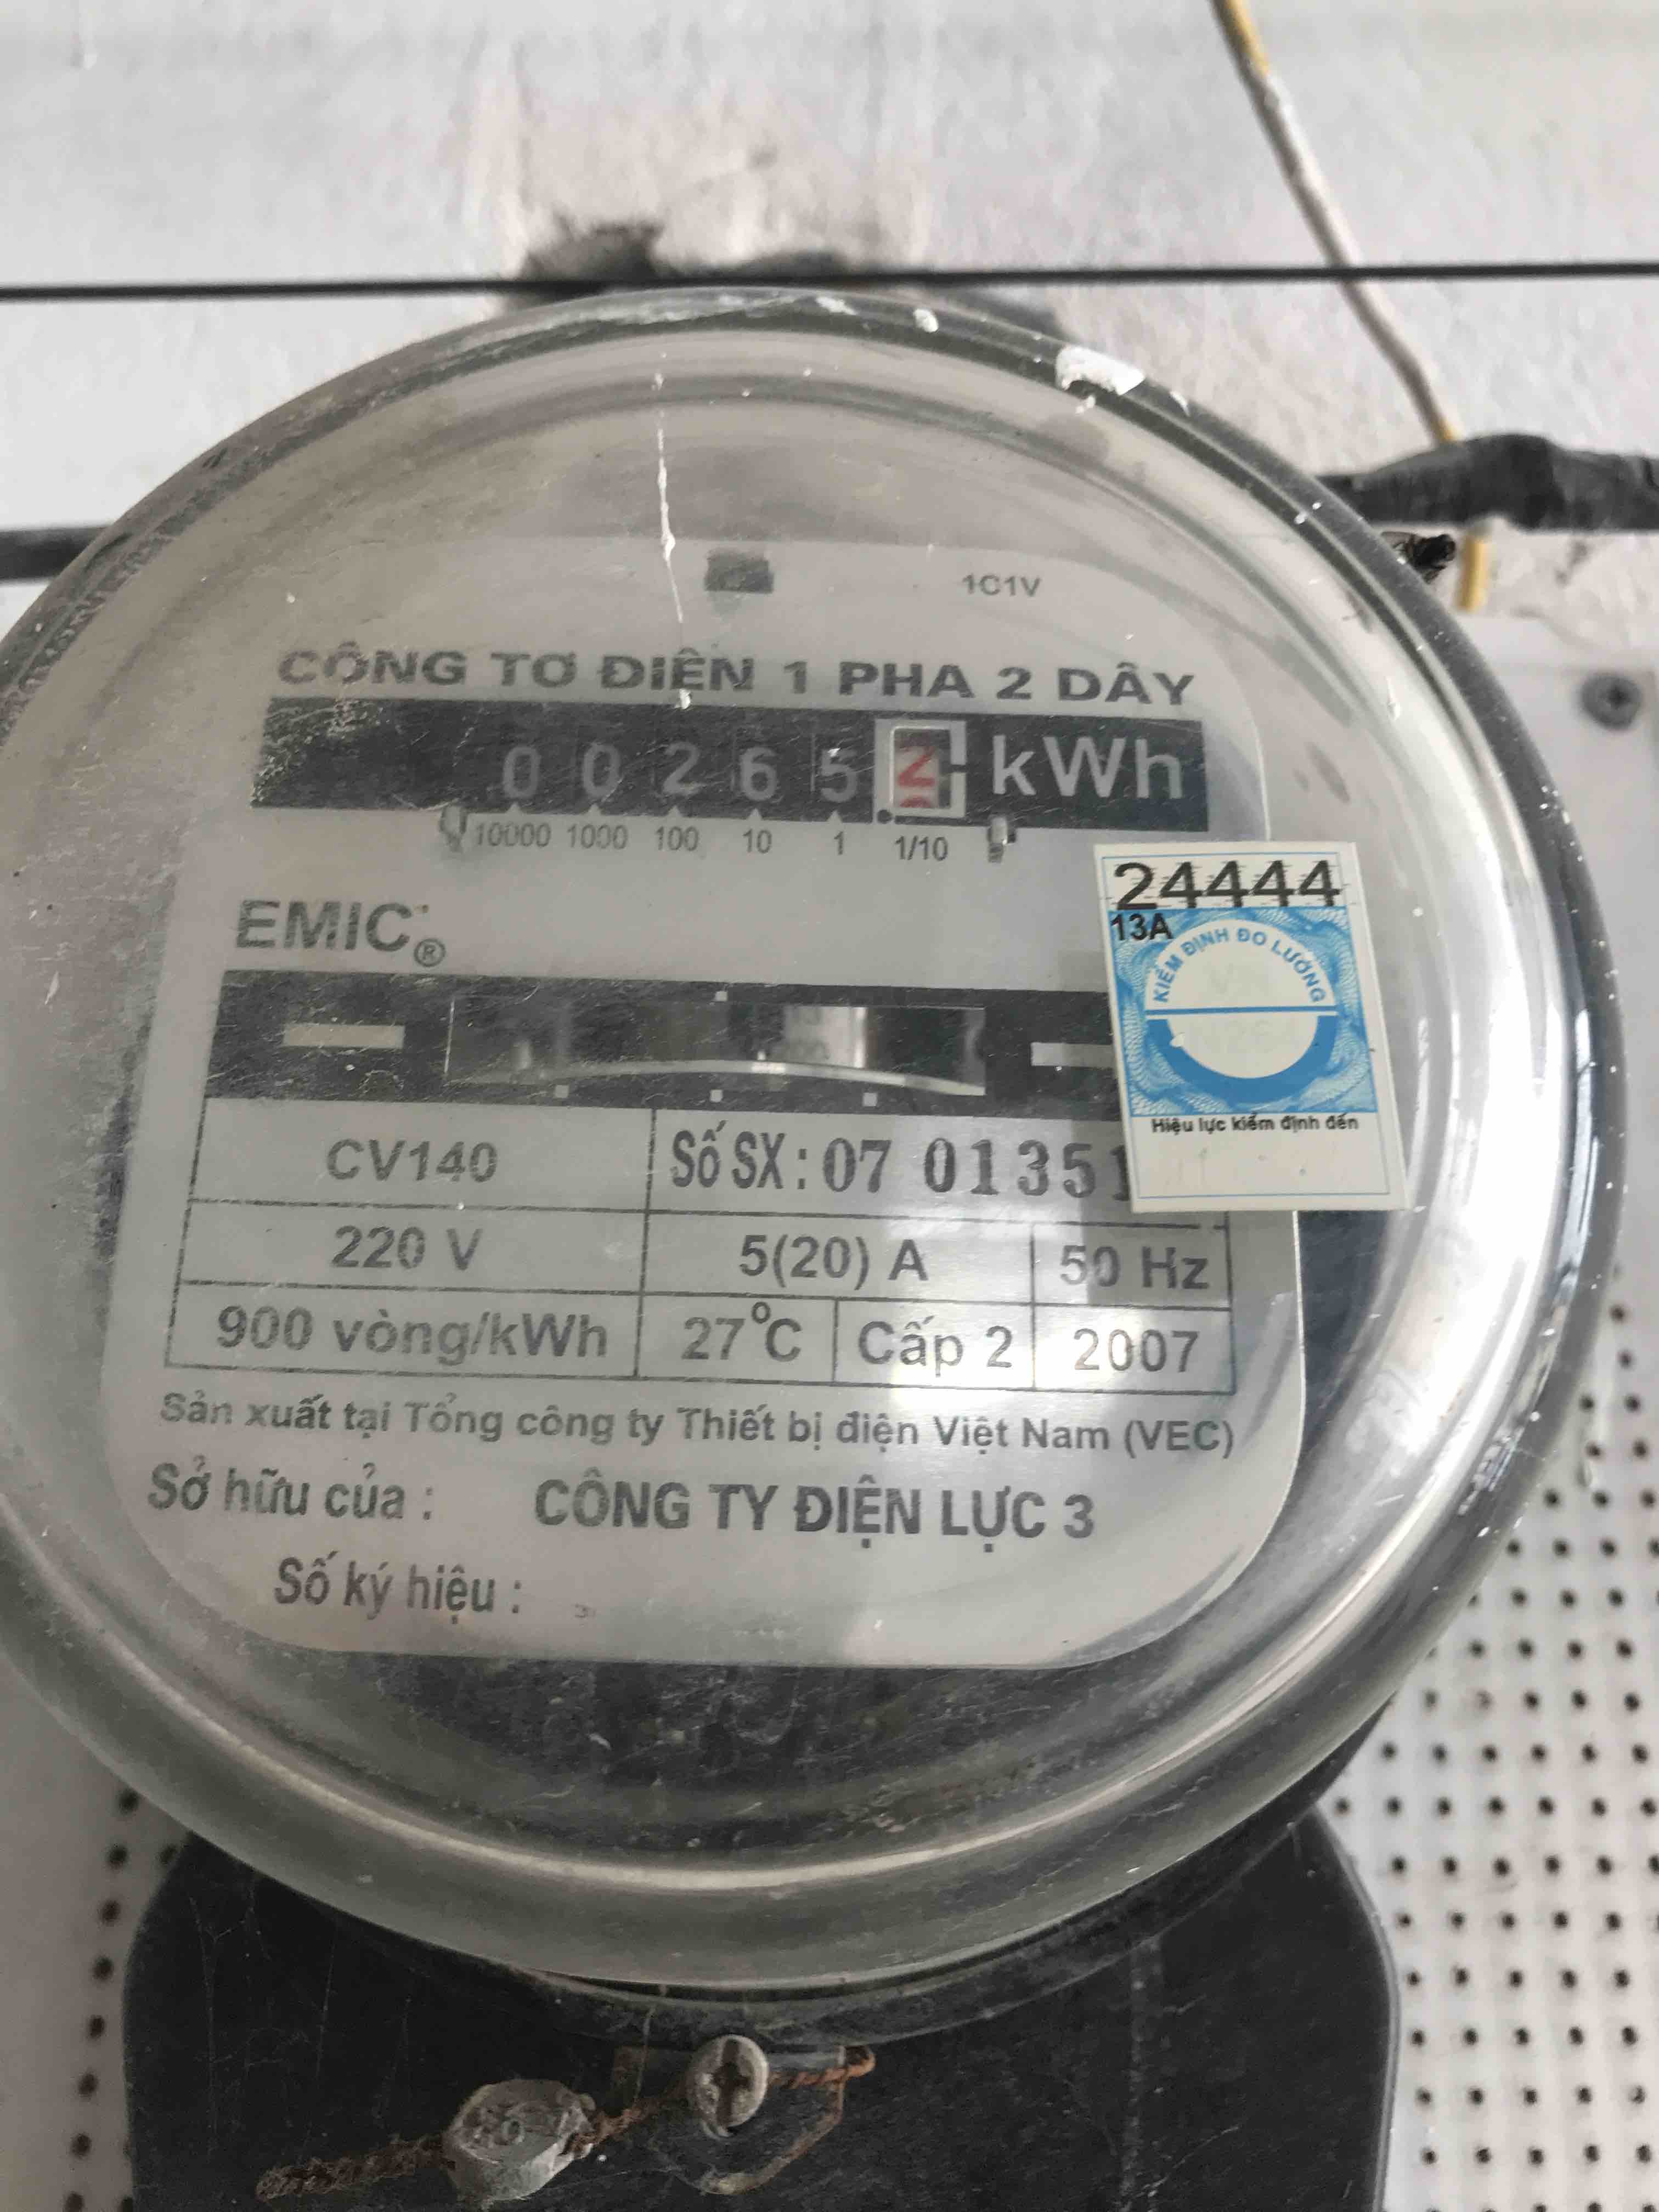 1C1V
CÔNG TƠ ĐIỆN 1 PHA 2 DÂY
0 0 2 6 5 2 kWh
10000 1000 100 10 1 1/10
EMIC®
24444
13A
KIỂM ĐỊNH ĐO LƯỜNG
Hiệu lực kiểm định đến
CV140 Số SX: 07 01351
220 V 5(20) A 50 Hz
900 vòng/kWh 27°C Cấp 2 2007
Sản xuất tại Tổng công ty Thiết bị điện Việt Nam (VEC)
Sở hữu của : CÔNG TY ĐIỆN LỰC 3
Số ký hiệu :